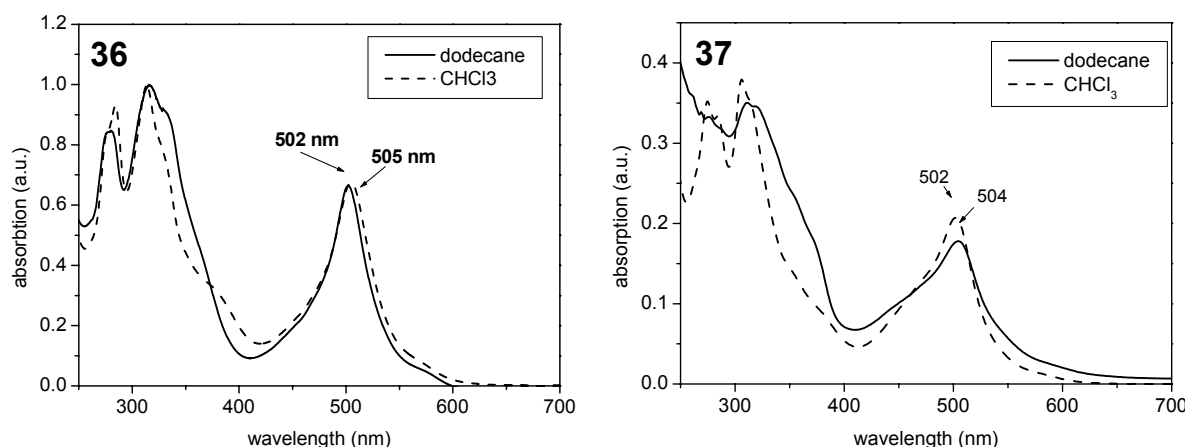 36
dodecane
CHCl3
502 nm
505 nm
1.2
1.0
0.8
0.6
0.4
0.2
0.0
absorbtion (a.u.)
300 400 500 600 700
wavelength (nm)
37
dodecane
CHCl₃
502
504
0.4
0.3
0.2
0.1
0.0
absorption (a.u.)
300 400 500 600 700
wavelength (nm)